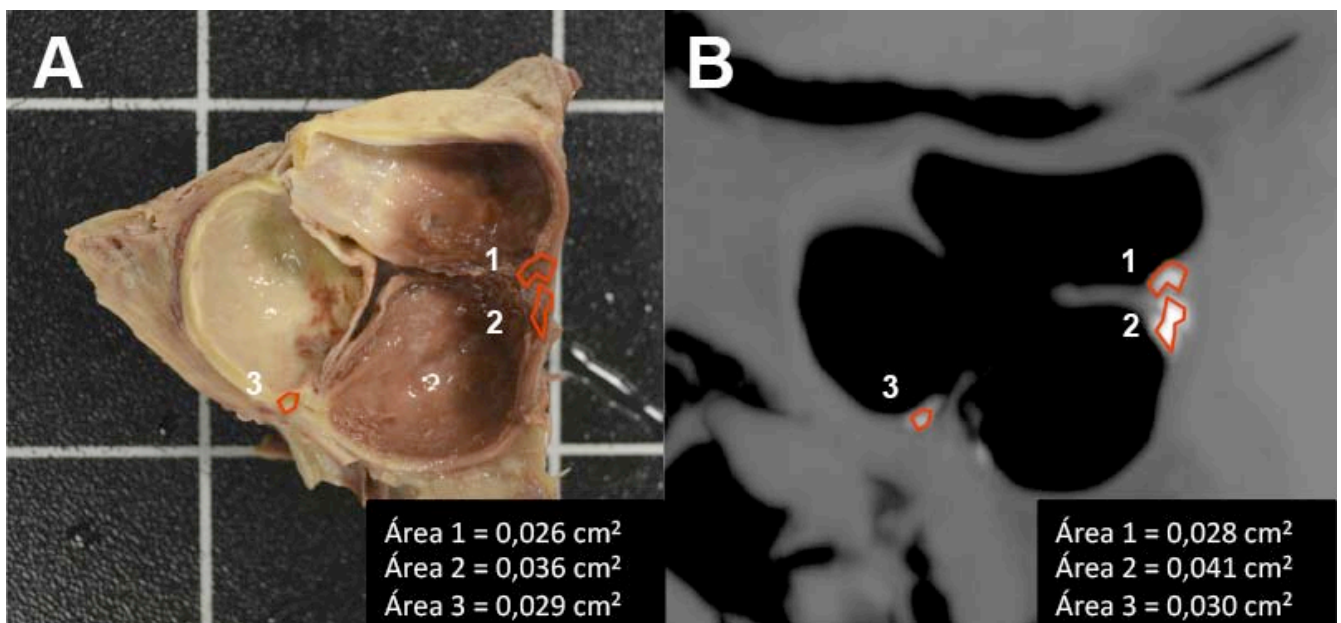 A
1
2
3
Área 1 = 0,026 cm²
Área 2 = 0,036 cm²
Área 3 = 0,029 cm²
B
1
2
3
Área 1 = 0,028 cm²
Área 2 = 0,041 cm²
Área 3 = 0,030 cm²